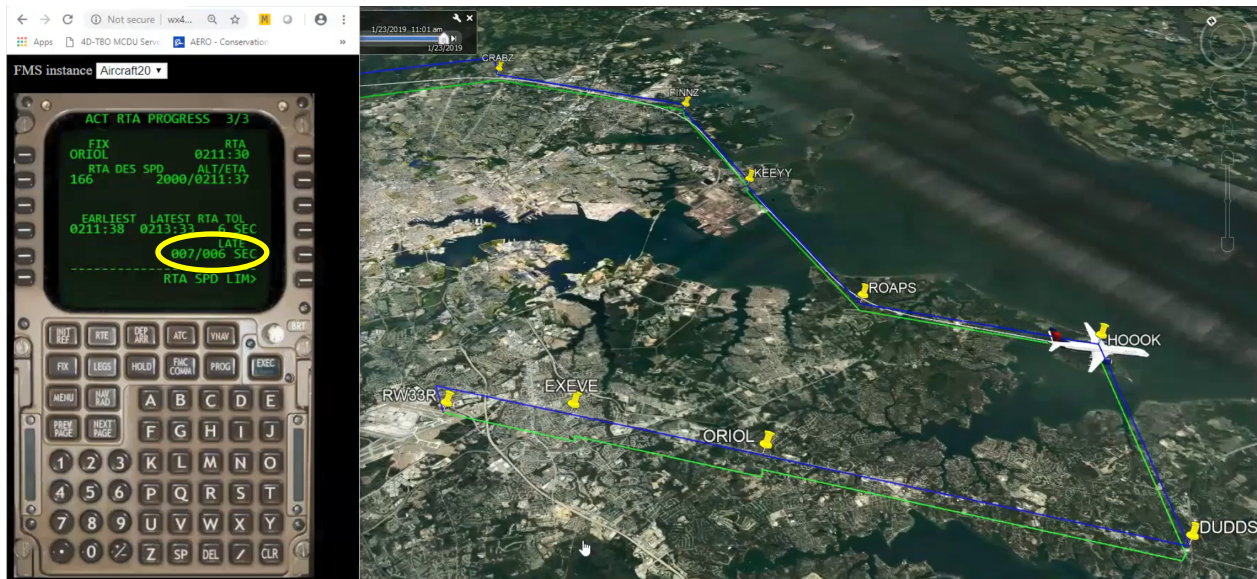 Not secure | wx4...
Apps 4D-TBO MCDU Serve AERO - Conservation »
FMS instance Aircraft20
ACT RTA PROGRESS 3/3
FIX RTA
ORIOL 0211:30
RTA DES SPD ALT/ETA
166 2000/0211:37
EARLIEST LATEST RTA TOL
0211:38 0213:33 6 SEC
LATE
007/006 SEC
--------------------
RTA SPD LIM>
INIT REF RTE DEP ARR ATC VNAV BRT
FIX LEGS HOLD FMC COMM PROG EXEC
MENU NAV RAD A B C D E
PREV PAGE NEXT PAGE F G H I J
1 2 3 K L M N O
4 5 6 P Q R S T
7 8 9 U V W X Y
. 0 +/- Z SP DEL / CLR
1/23/2019 11:01 am
1/23/2019
CRABZ
FINNZ
KEEYY
ROAPS
HOOOK
RW33R
EXEVE
ORIOL
DUDDS